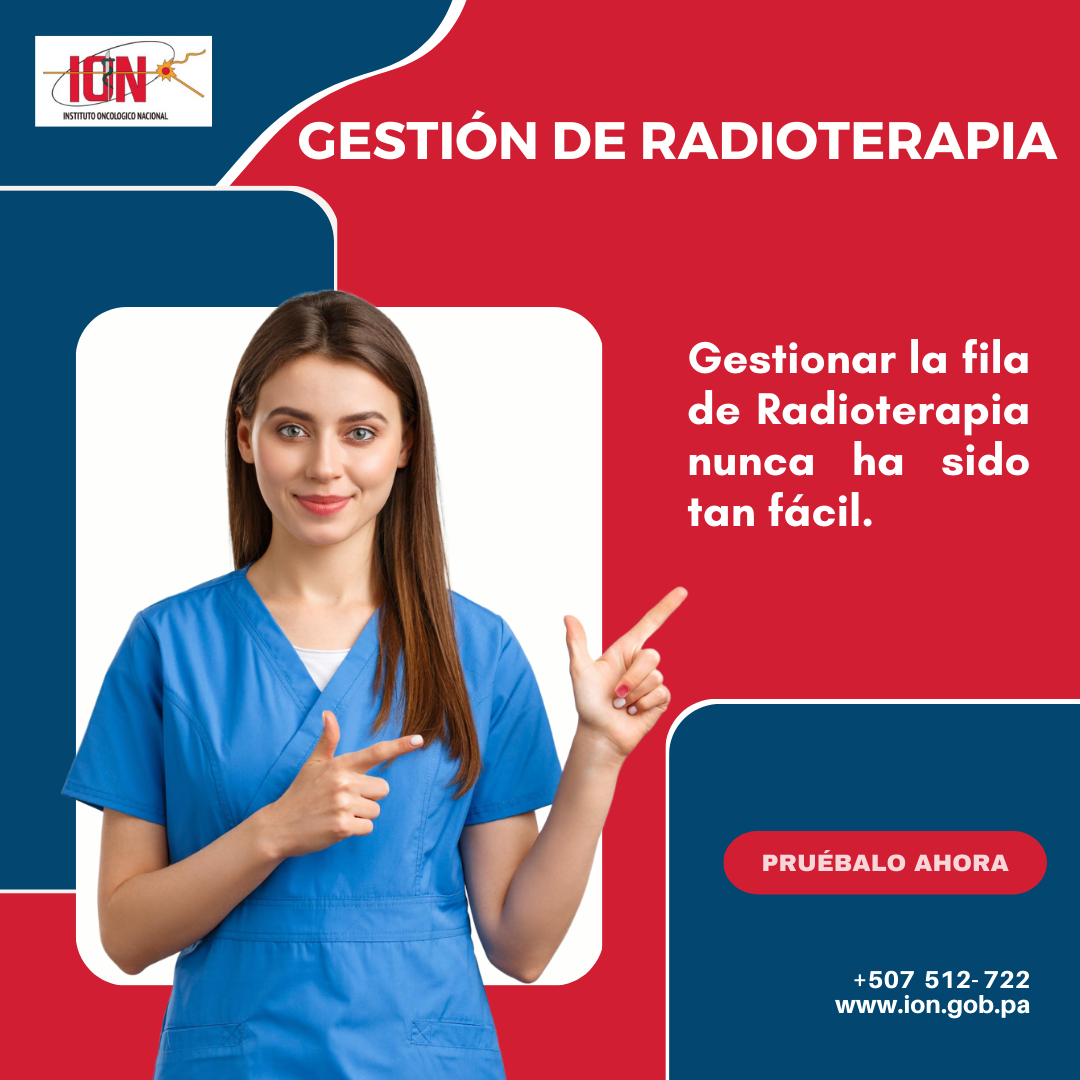 ION
INSTITUTO ONCOLOGICO NACIONAL
GESTIÓN DE RADIOTERAPIA
Gestionar la fila
de Radioterapia
nunca ha sido
tan fácil.
PRUÉBALO AHORA
+507 512-722
www.ion.gob.pa